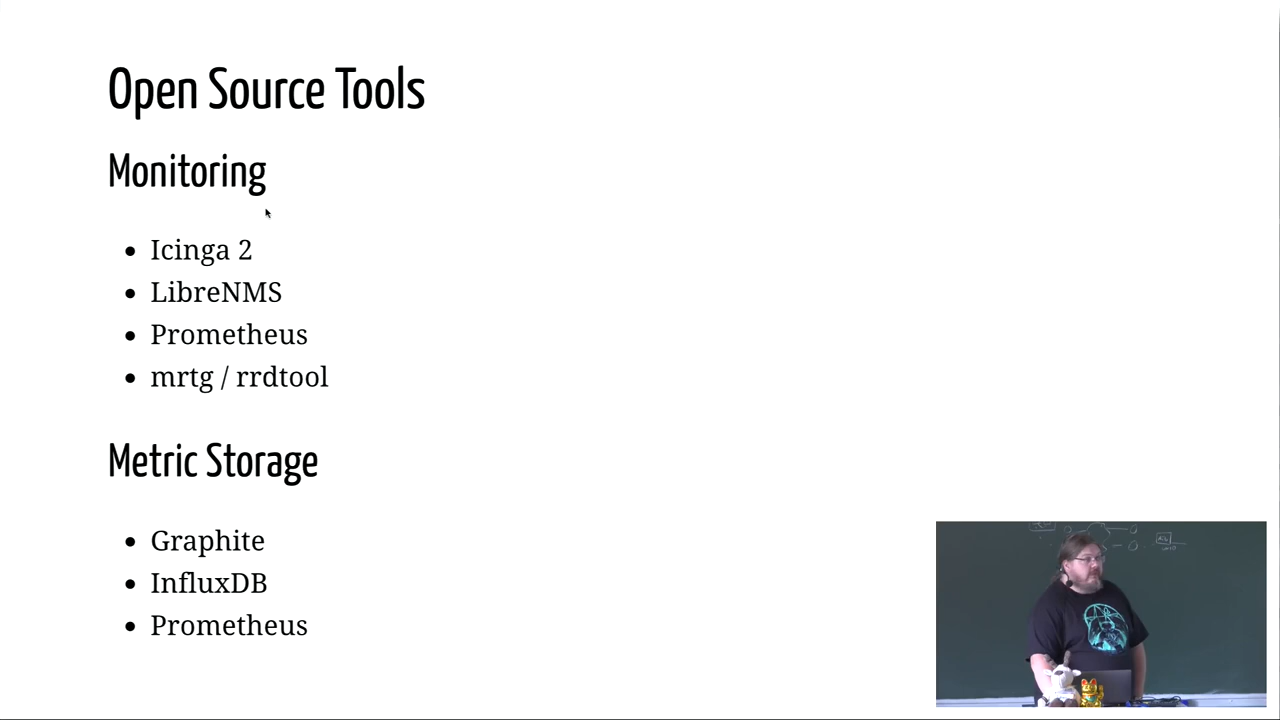 Open Source Tools
Monitoring
• Icinga 2
• LibreNMS
• Prometheus
• mrtg / rrdtool
Metric Storage
• Graphite
• InfluxDB
• Prometheus